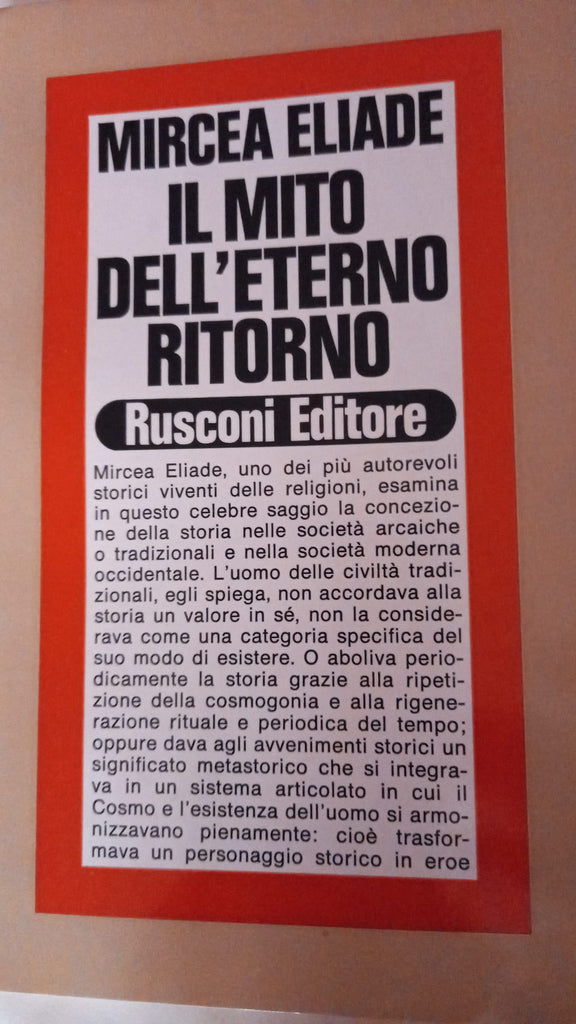 MIRCEA ELIADE
IL MITO
DELL'ETERNO
RITORNO
Rusconi Editore
Mircea Eliade, uno dei più autorevoli
storici viventi delle religioni, esamina
in questo celebre saggio la concezio-
ne della storia nelle società arcaiche
o tradizionali e nella società moderna
occidentale. L'uomo delle civiltà tradi-
zionali, egli spiega, non accordava alla
storia un valore in sé, non la conside-
rava come una categoria specifica del
suo modo di esistere. O aboliva perio-
dicamente la storia grazie alla ripeti-
zione della cosmogonia e alla rigene-
razione rituale e periodica del tempo;
oppure dava agli avvenimenti storici un
significato metastorico che si integra-
va in un sistema articolato in cui il
Cosmo e l'esistenza dell'uomo si armo-
nizzavano pienamente: cioè trasfor-
mava un personaggio storico in eroe